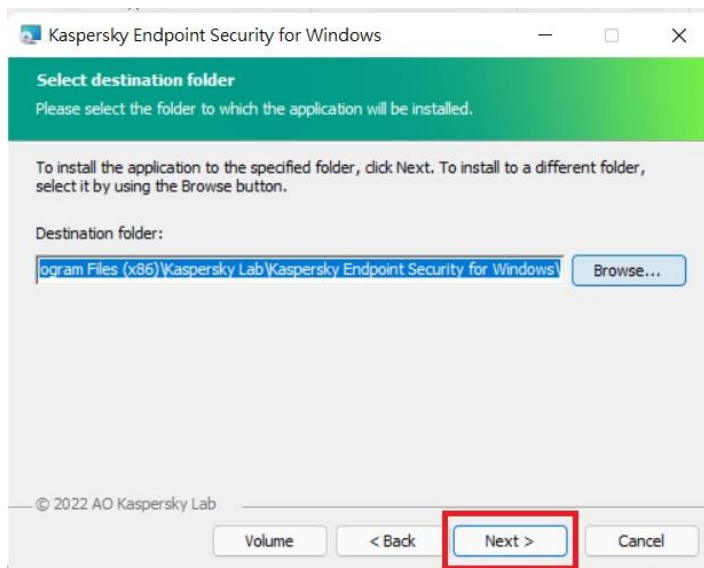 Kaspersky Endpoint Security for Windows
Select destination folder
Please select the folder to which the application will be installed.
To install the application to the specified folder, click Next. To install to a different folder,
select it by using the Browse button.
Destination folder:
ogram Files (x86)\Kaspersky Lab\Kaspersky Endpoint Security for Windows\
Browse...
© 2022 AO Kaspersky Lab
Volume
< Back
Next >
Cancel